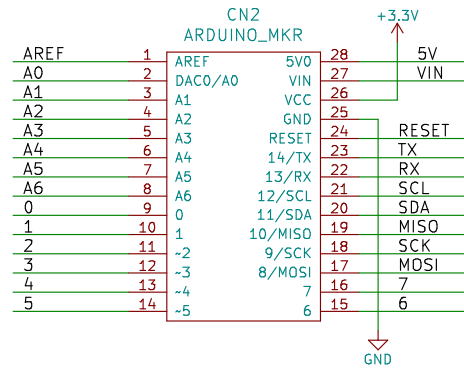 CN2
ARDUINO_MKR
+3.3V
AREF 1 AREF 5V0 28 5V
A0 2 DAC0/A0 VIN 27 VIN
A1 3 A1 VCC 26
A2 4 A2 GND 25
A3 5 A3 RESET 24 RESET
A4 6 A4 14/TX 23 TX
A5 7 A5 13/RX 22 RX
A6 8 A6 12/SCL 21 SCL
0 9 0 11/SDA 20 SDA
1 10 1 10/MISO 19 MISO
2 11 ~2 9/SCK 18 SCK
3 12 ~3 8/MOSI 17 MOSI
4 13 ~4 7 16 7
5 14 ~5 6 15 6
GND